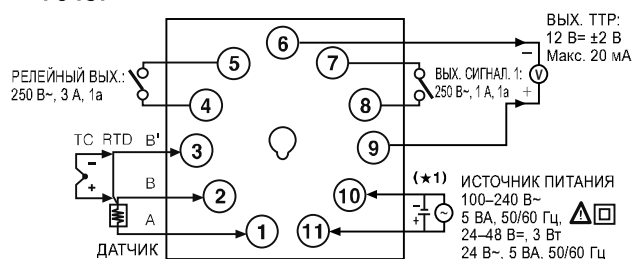 ВЫХ. ТТР:
12 В= ±2 В
Макс. 20 мА
РЕЛЕЙНЫЙ ВЫХ.:
250 В~, 3 А, 1а
5
4
6
7
8
ВЫХ. СИГНАЛ. 1:
250 В~, 1 А, 1а
−
V
+
9
TC RTD B'
−
+
B
A
3
2
1
ДАТЧИК
10
11
(★1)
−
+
~
ИСТОЧНИК ПИТАНИЯ
100–240 В~
5 ВА, 50/60 Гц,
24–48 В=, 3 Вт
24 В~, 5 ВА, 50/60 Гц